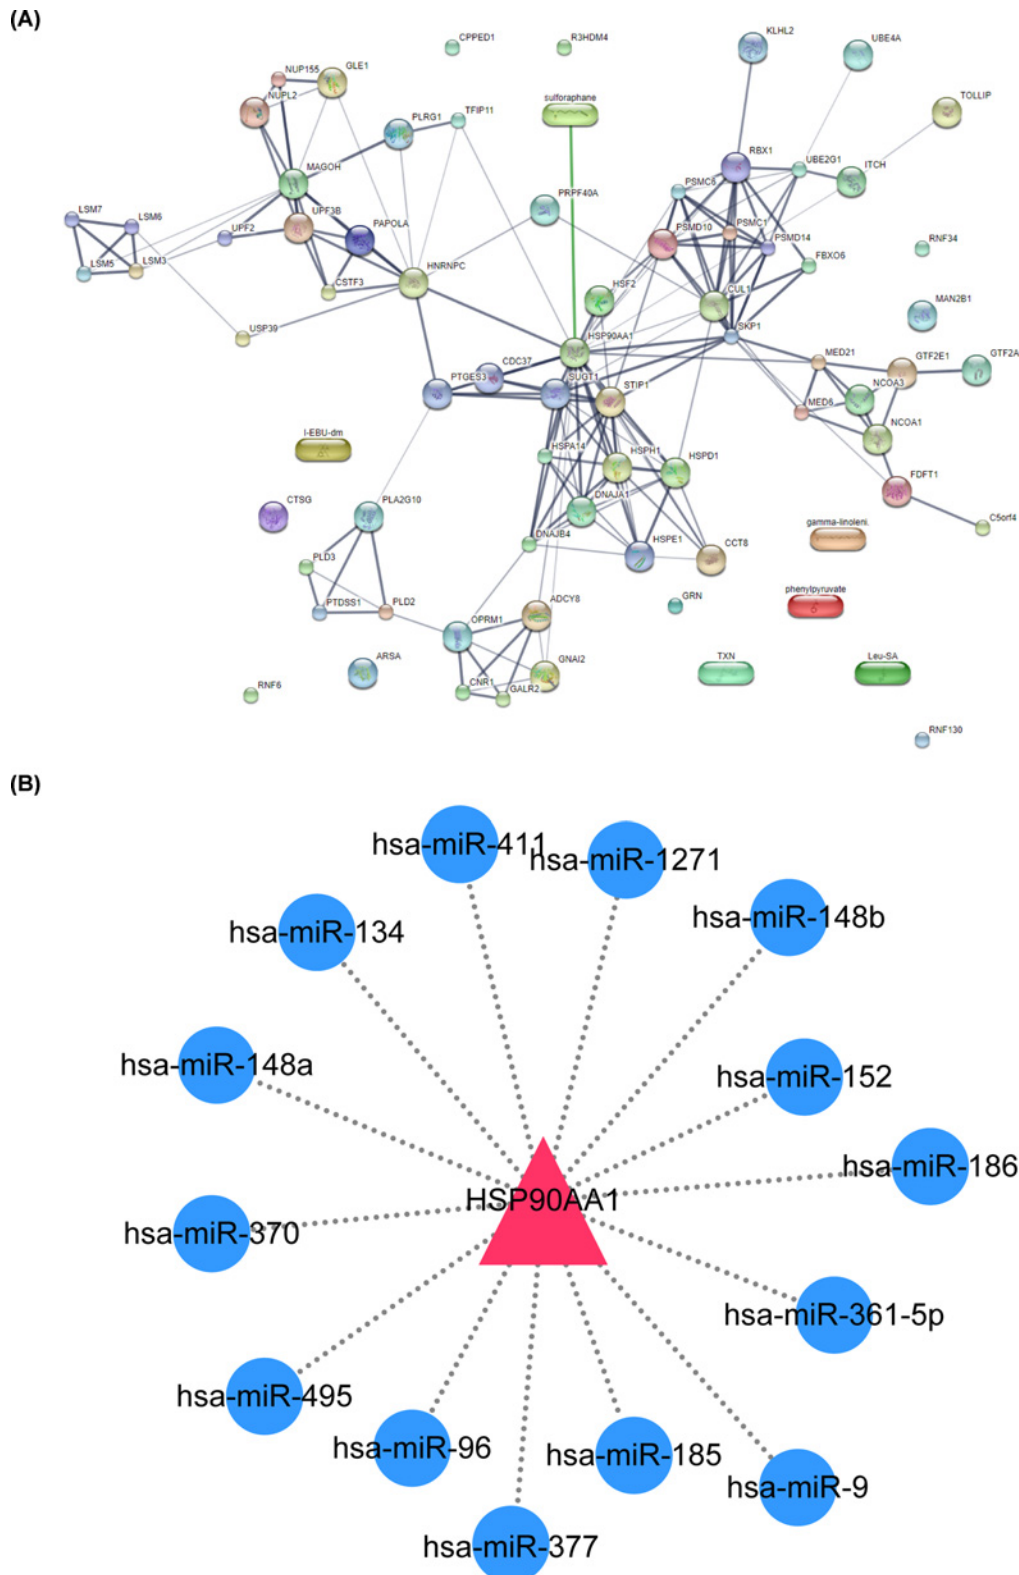 (A)
CPPED1
R3HDM4
KLHL2
UBE4A
NUP155
GLE1
NUPL2
sulforaphane
TOLLIP
PLRG1
TFIP11
RBX1
UBE2G1
ITCH
MAGOH
PSMC6
PRPF40A
LSM7
LSM6
UPF2
UPF3B
PAPOLA
PSMD10
PSMC1
PSMD14
RNF34
LSM5
LSM3
FBXO6
CSTF3
HNRNPC
HSF2
CUL1
MAN2B1
USP39
HSP90AA1
SKP1
MED21
GTF2E1
GTF2A
CDC37
PTGES3
SUGT1
STIP1
NCOA3
MED6
NCOA1
l-EBU-dm
HSPA14
HSPH1
HSPD1
FDFT1
CTSG
PLA2G10
DNAJA1
C5orf4
gamma-linoleni.
DNAJB4
HSPE1
CCT8
PLD3
phenylpyruvate
PTDSS1
PLD2
GRN
OPRM1
ADCY8
ARSA
GNAI2
TXN
Leu-SA
RNF6
CNR1
GALR2
RNF130
(B)
hsa-miR-411
hsa-miR-1271
hsa-miR-148b
hsa-miR-134
hsa-miR-148a
hsa-miR-152
hsa-miR-186
HSP90AA1
hsa-miR-370
hsa-miR-361-5p
hsa-miR-495
hsa-miR-96
hsa-miR-185
hsa-miR-9
hsa-miR-377